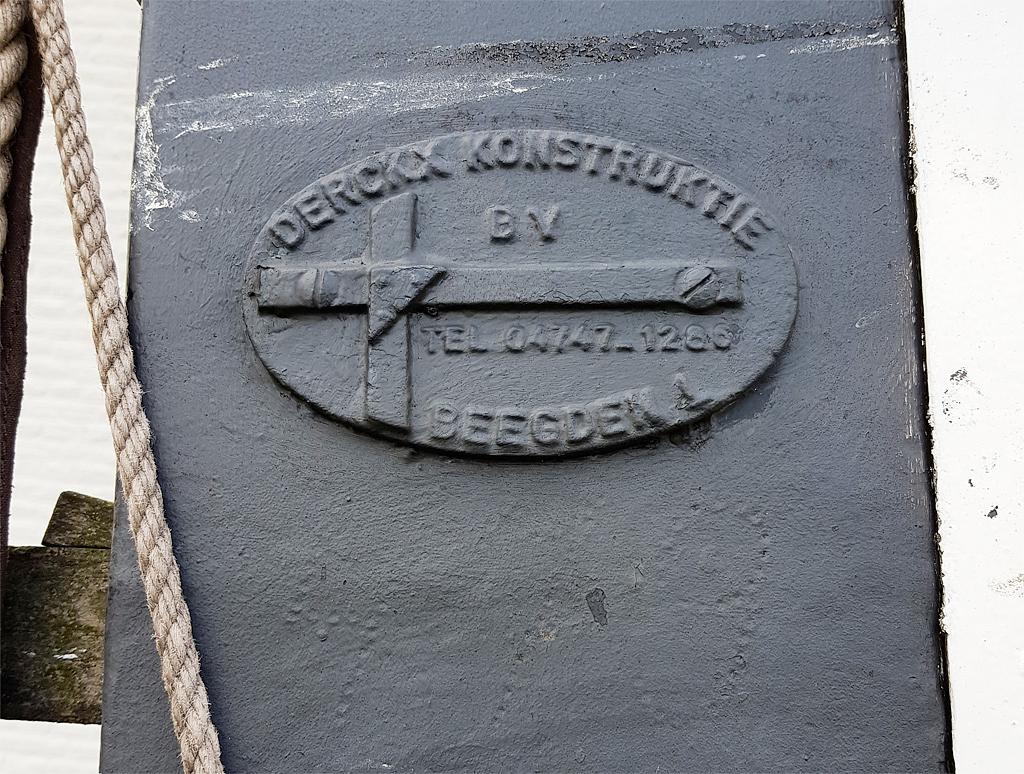 DERCKX KONSTRUKTIE
BV
TEL 04747-1286
BEEGDEN L